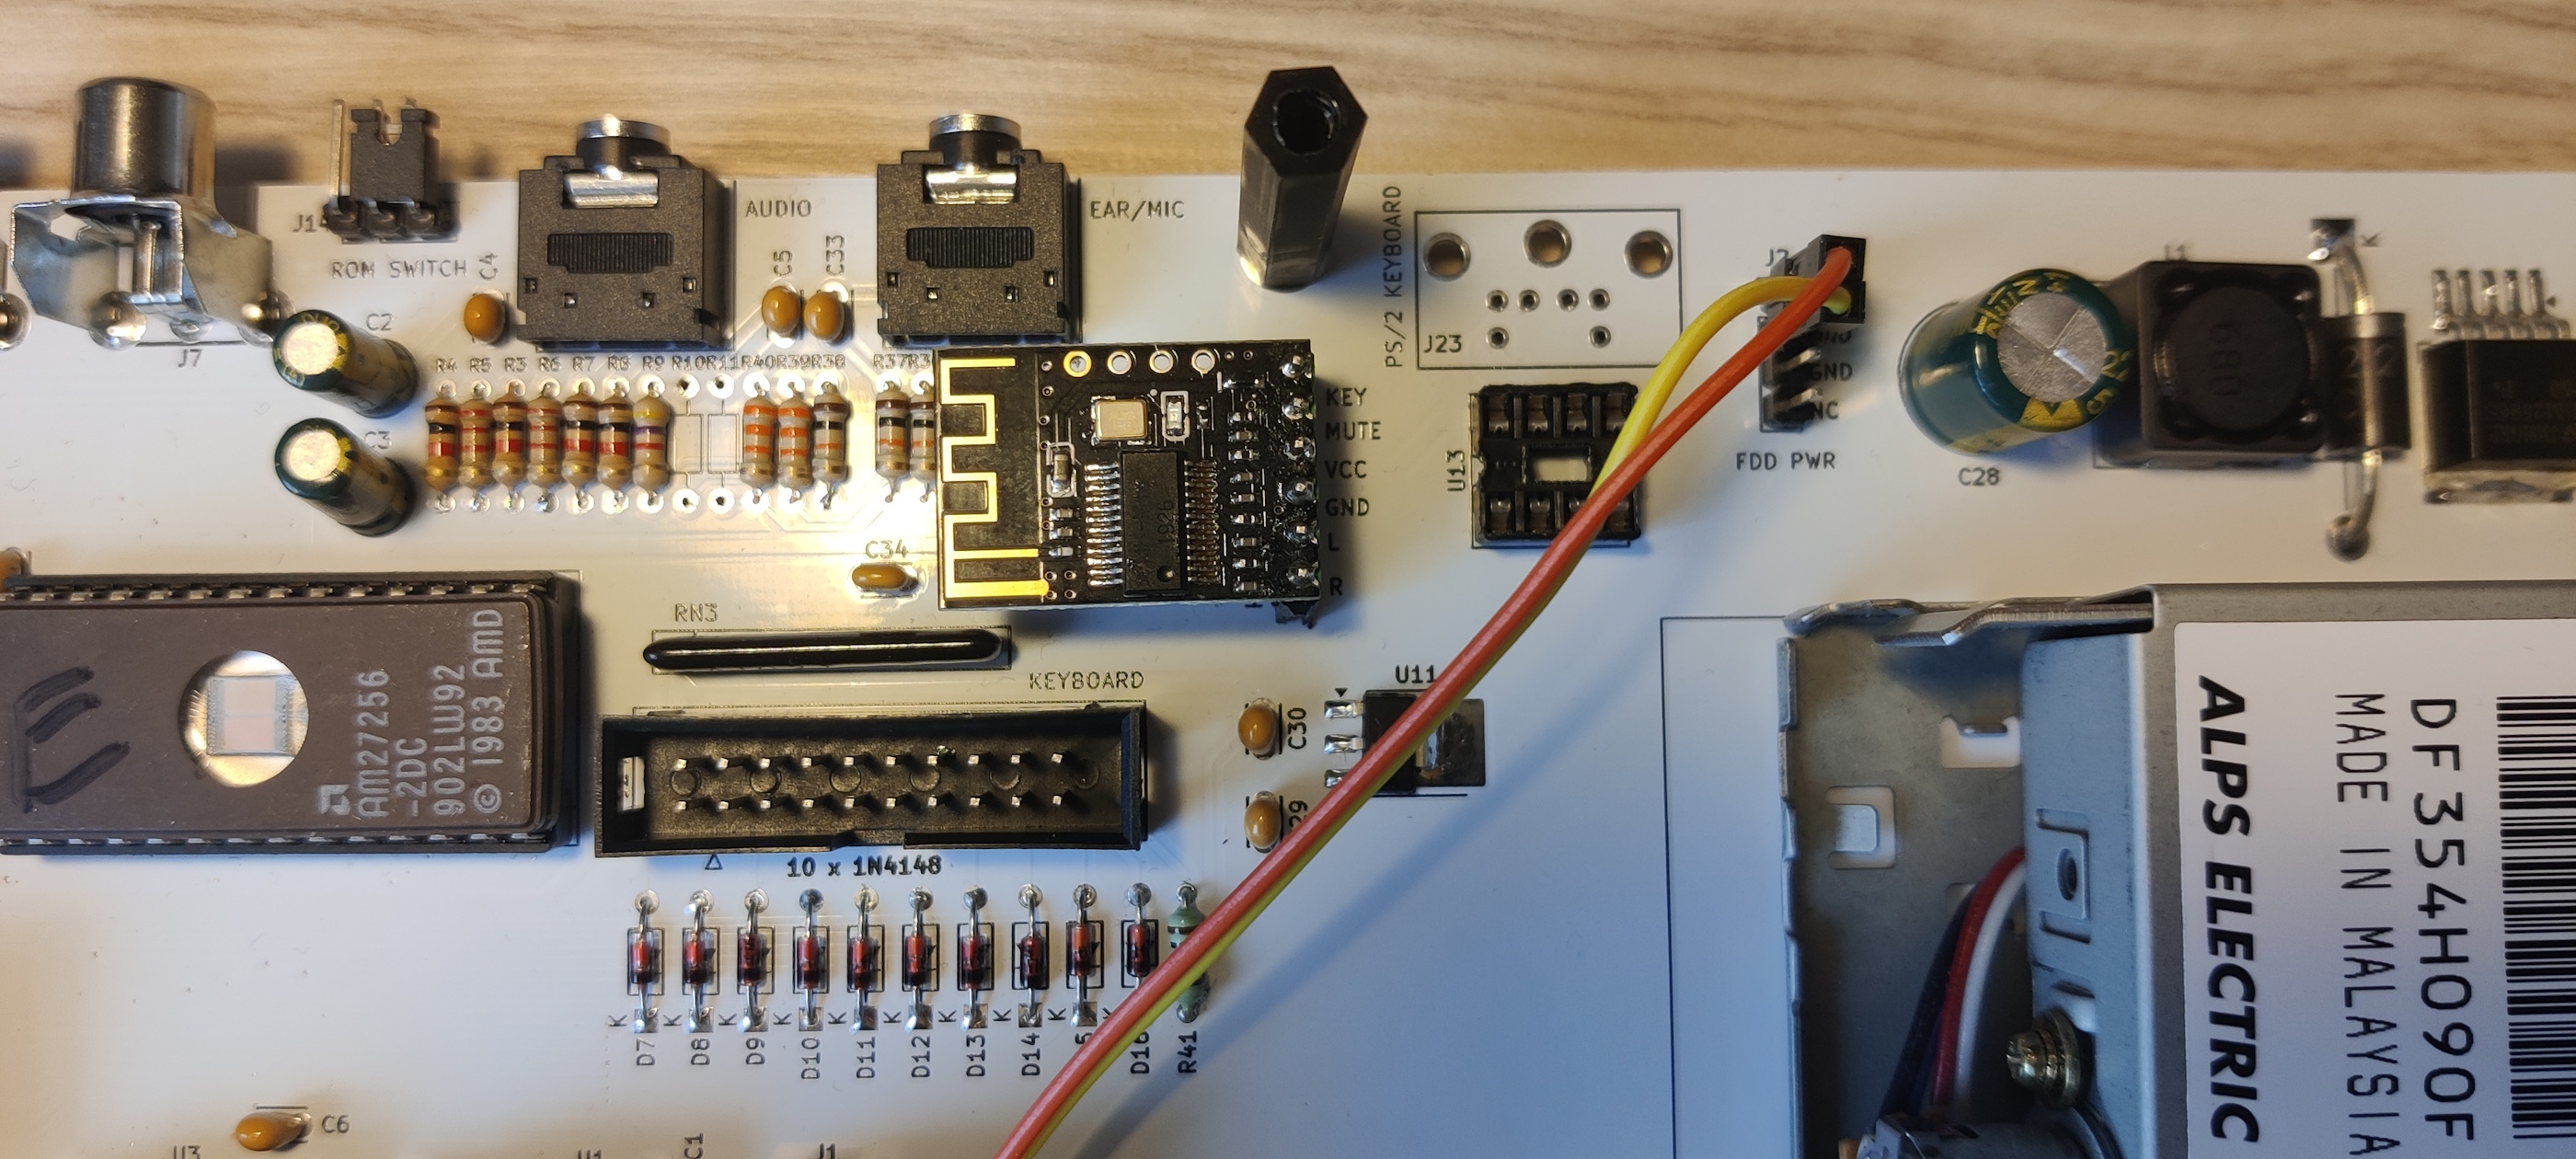 AUDIO
EAR/MIC
J14
ROM SWITCH
C4
C5
C33
PS/2 KEYBOARD
J23
J7
C2
C3
R4 R5 R3 R6 R7 R8 R9 R10 R11 R40 R39 R38
R37
KEY
MUTE
VCC
GND
L
R
GND
NC
FDD PWR
U13
K
C28
680
C34
RN3
KEYBOARD
U11
C30
AM27256
-2DC
902LW92
© 1983 AMD
10 x 1N4148
K K K K K K K K K K
D7 D8 D9 D10 D11 D12 D13 D14 D16 R41
C6
U3
C1
ALPS ELECTRIC
DF354H090F
MADE IN MALAYSIA